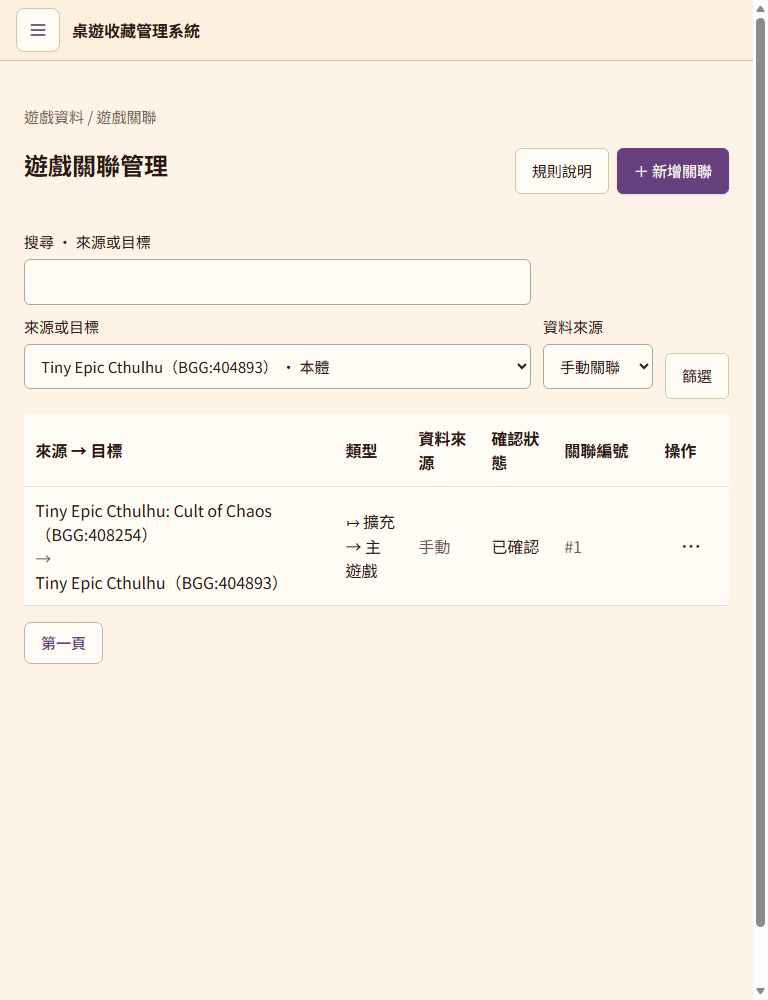 桌遊收藏管理系統
遊戲資料 / 遊戲關聯
遊戲關聯管理
規則說明
＋ 新增關聯
搜尋 · 來源或目標
來源或目標
資料來源
Tiny Epic Cthulhu（BGG:404893） · 本體
手動關聯
篩選
來源 → 目標
類型
資料來
源
確認狀
態
關聯編號
操作
Tiny Epic Cthulhu: Cult of Chaos
（BGG:408254）
→
Tiny Epic Cthulhu（BGG:404893）
↦ 擴充
→ 主
遊戲
手動
已確認
#1
···
第一頁